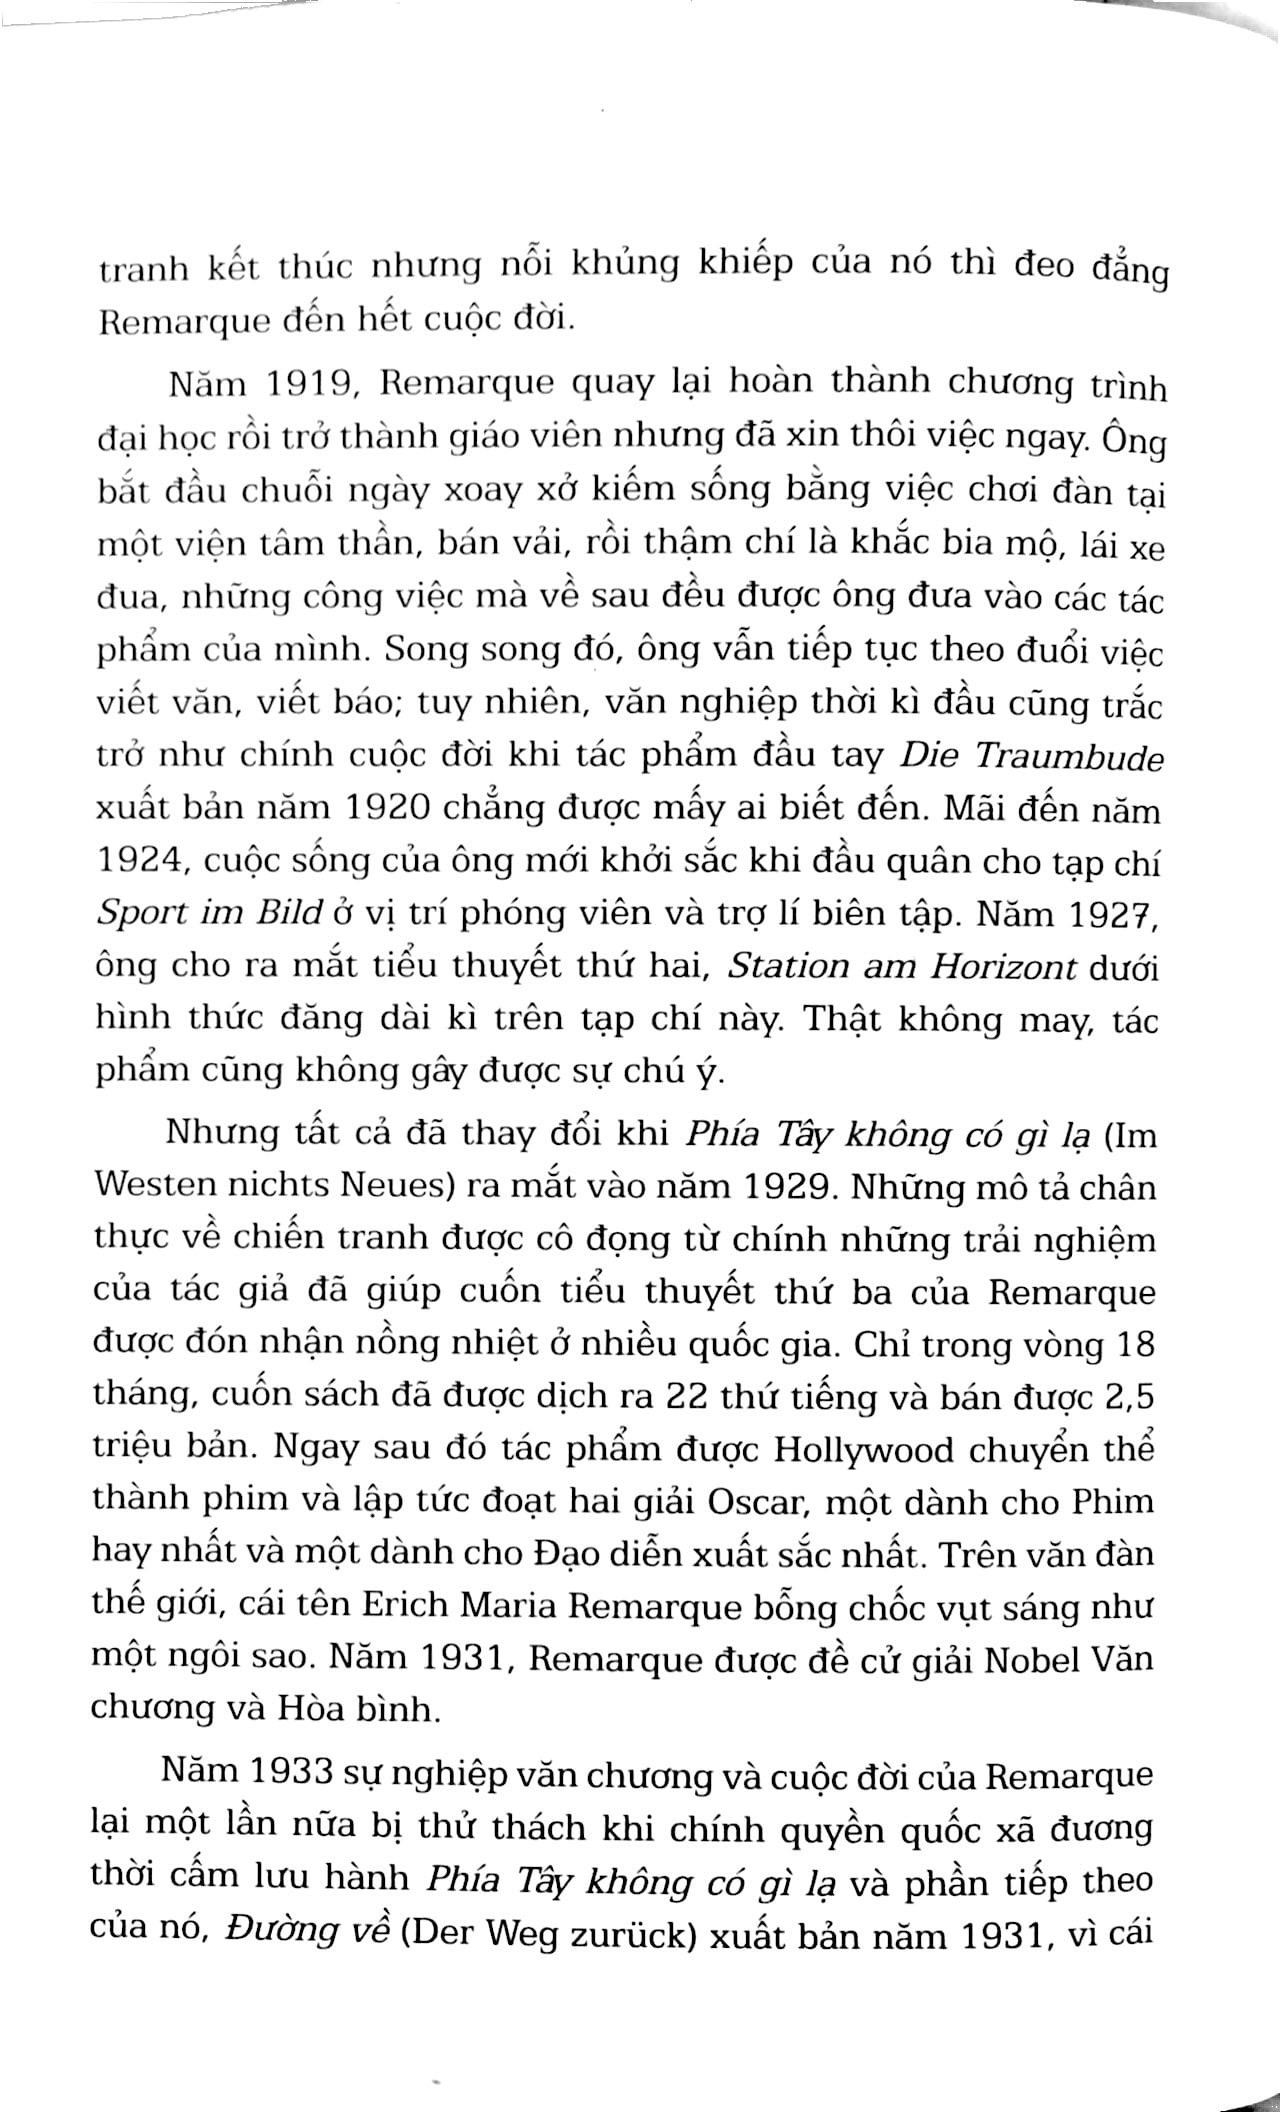 tranh kết thúc nhưng nỗi khủng khiếp của nó thì đeo đẳng
Remarque đến hết cuộc đời.
Năm 1919, Remarque quay lại hoàn thành chương trình
đại học rồi trở thành giáo viên nhưng đã xin thôi việc ngay. Ông
bắt đầu chuỗi ngày xoay xở kiếm sống bằng việc chơi đàn tại
một viện tâm thần, bán vải, rồi thậm chí là khắc bia mộ, lái xe
đua, những công việc mà về sau đều được ông đưa vào các tác
phẩm của mình. Song song đó, ông vẫn tiếp tục theo đuổi việc
viết văn, viết báo; tuy nhiên, văn nghiệp thời kì đầu cũng trắc
trở như chính cuộc đời khi tác phẩm đầu tay Die Traumbude
xuất bản năm 1920 chẳng được mấy ai biết đến. Mãi đến năm
1924, cuộc sống của ông mới khởi sắc khi đầu quân cho tạp chí
Sport im Bild ở vị trí phóng viên và trợ lí biên tập. Năm 1927,
ông cho ra mắt tiểu thuyết thứ hai, Station am Horizont dưới
hình thức đăng dài kì trên tạp chí này. Thật không may, tác
phẩm cũng không gây được sự chú ý.
Nhưng tất cả đã thay đổi khi Phía Tây không có gì lạ (Im
Westen nichts Neues) ra mắt vào năm 1929. Những mô tả chân
thực về chiến tranh được cô đọng từ chính những trải nghiệm
của tác giả đã giúp cuốn tiểu thuyết thứ ba của Remarque
được đón nhận nồng nhiệt ở nhiều quốc gia. Chỉ trong vòng 18
tháng, cuốn sách đã được dịch ra 22 thứ tiếng và bán được 2,5
triệu bản. Ngay sau đó tác phẩm được Hollywood chuyển thể
thành phim và lập tức đoạt hai giải Oscar, một dành cho Phim
hay nhất và một dành cho Đạo diễn xuất sắc nhất. Trên văn đàn
thế giới, cái tên Erich Maria Remarque bỗng chốc vụt sáng như
một ngôi sao. Năm 1931, Remarque được đề cử giải Nobel Văn
chương và Hòa bình.
Năm 1933 sự nghiệp văn chương và cuộc đời của Remarque
lại một lần nữa bị thử thách khi chính quyền quốc xã đương
thời cấm lưu hành Phía Tây không có gì lạ và phần tiếp theo
của nó, Đường về (Der Weg zurück) xuất bản năm 1931, vì cái